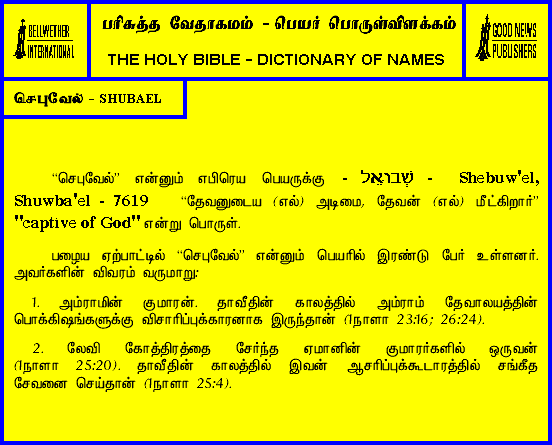 BELLWETHER
INTERNATIONAL
பரிசுத்த வேதாகமம் - பெயர் பொருள்விளக்கம்
THE HOLY BIBLE - DICTIONARY OF NAMES
GOOD NEWS
PUBLISHERS
செபுவேல் - SHUBAEL
“செபுவேல்” என்னும் எபிரெய பெயருக்கு - שְׁבוּאֵל - Shebuw'el,
Shuwba'el - 7619 “தேவனுடைய (எல்) அடிமை, தேவன் (எல்) மீட்கிறார்”
"captive of God" என்று பொருள்.
பழைய ஏற்பாட்டில் “செபுவேல்” என்னும் பெயரில் இரண்டு பேர் உள்ளனர்.
அவர்களின் விவரம் வருமாறு:
1. அம்ராமின் குமாரன். தாவீதின் காலத்தில் அம்ராம் தேவாலயத்தின்
பொக்கிஷங்களுக்கு விசாரிப்புக்காரனாக இருந்தான் (1நாளா 23:16; 26:24).
2. லேவி கோத்திரத்தை சேர்ந்த ஏமானின் குமாரர்களில் ஒருவன்
(1நாளா 25:20). தாவீதின் காலத்தில் இவன் ஆசரிப்புக்கூடாரத்தில் சங்கீத
சேவனை செய்தான் (1நாளா 25:4).